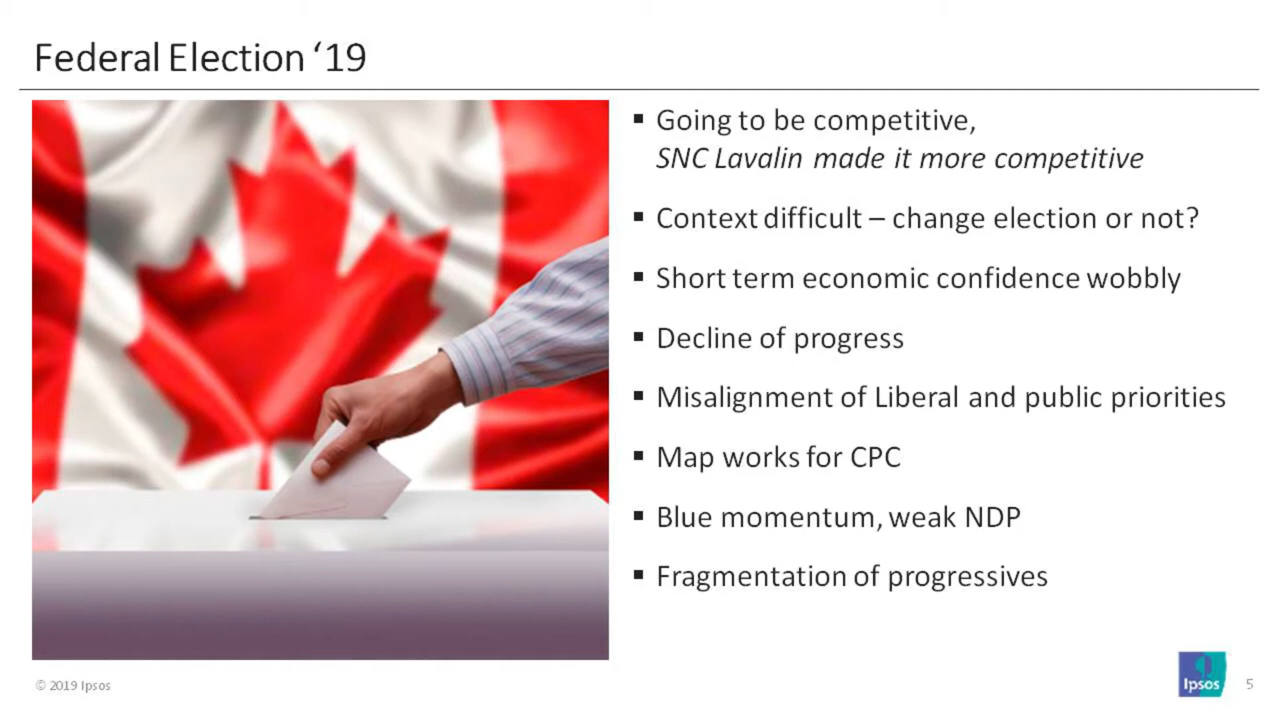 Federal Election ‘19
▪ Going to be competitive,
SNC Lavalin made it more competitive
▪ Context difficult – change election or not?
▪ Short term economic confidence wobbly
▪ Decline of progress
▪ Misalignment of Liberal and public priorities
▪ Map works for CPC
▪ Blue momentum, weak NDP
▪ Fragmentation of progressives
© 2019 Ipsos
Ipsos
5